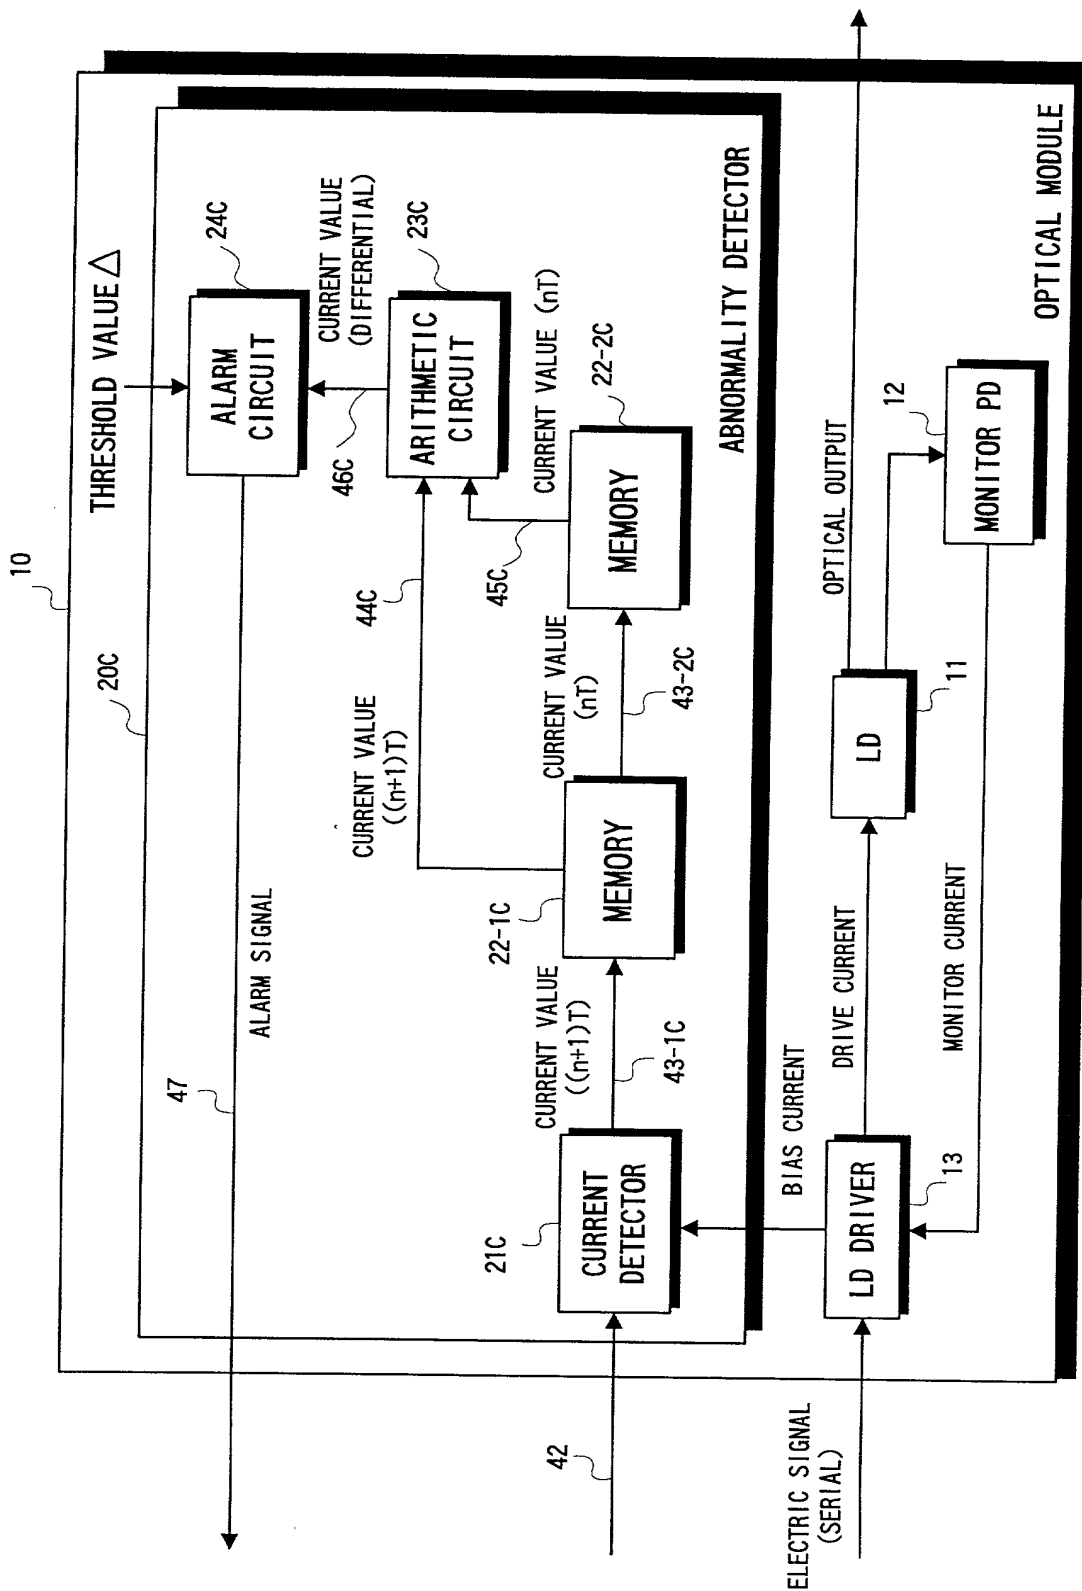 10
THRESHOLD VALUE △
20C
24C
ALARM
CIRCUIT
47
ALARM SIGNAL
CURRENT VALUE
(DIFFERENTIAL)
46C
23C
ARITHMETIC
CIRCUIT
44C
CURRENT VALUE
((n+1)T)
45C
CURRENT VALUE (nT)
22-2C
MEMORY
CURRENT VALUE
(nT)
43-2C
22-1C
MEMORY
CURRENT VALUE
((n+1)T)
43-1C
21C
CURRENT
DETECTOR
42
ABNORMALITY DETECTOR
BIAS CURRENT
ELECTRIC SIGNAL
(SERIAL)
LD DRIVER
13
DRIVE CURRENT
LD
11
OPTICAL OUTPUT
12
MONITOR PD
MONITOR CURRENT
OPTICAL MODULE